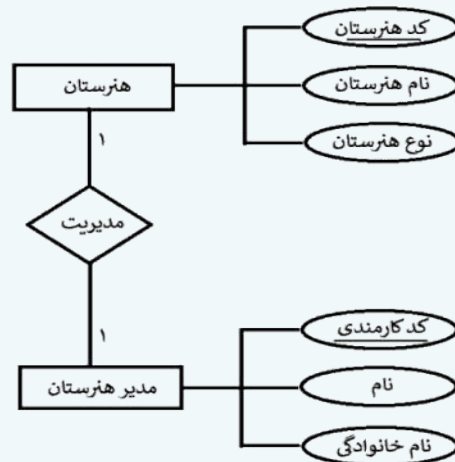 کد هنرستان
هنرستان
نام هنرستان
نوع هنرستان
۱
مدیریت
۱
کد کارمندی
مدیر هنرستان
نام
نام خانوادگی